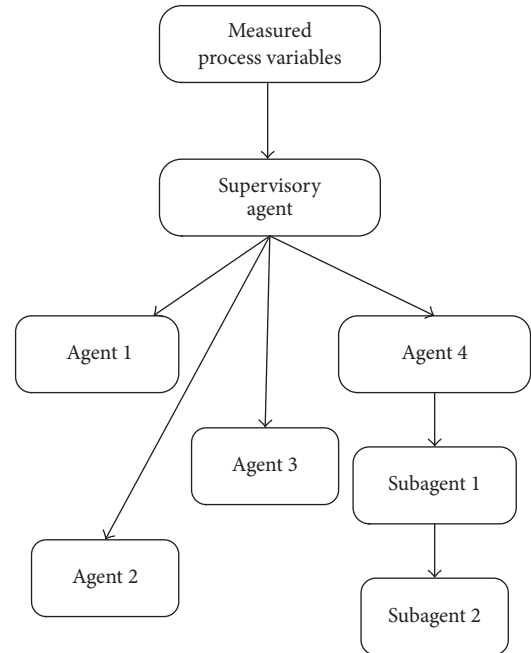 Measured
process variables
Supervisory
agent
Agent 1
Agent 4
Agent 3
Subagent 1
Agent 2
Subagent 2